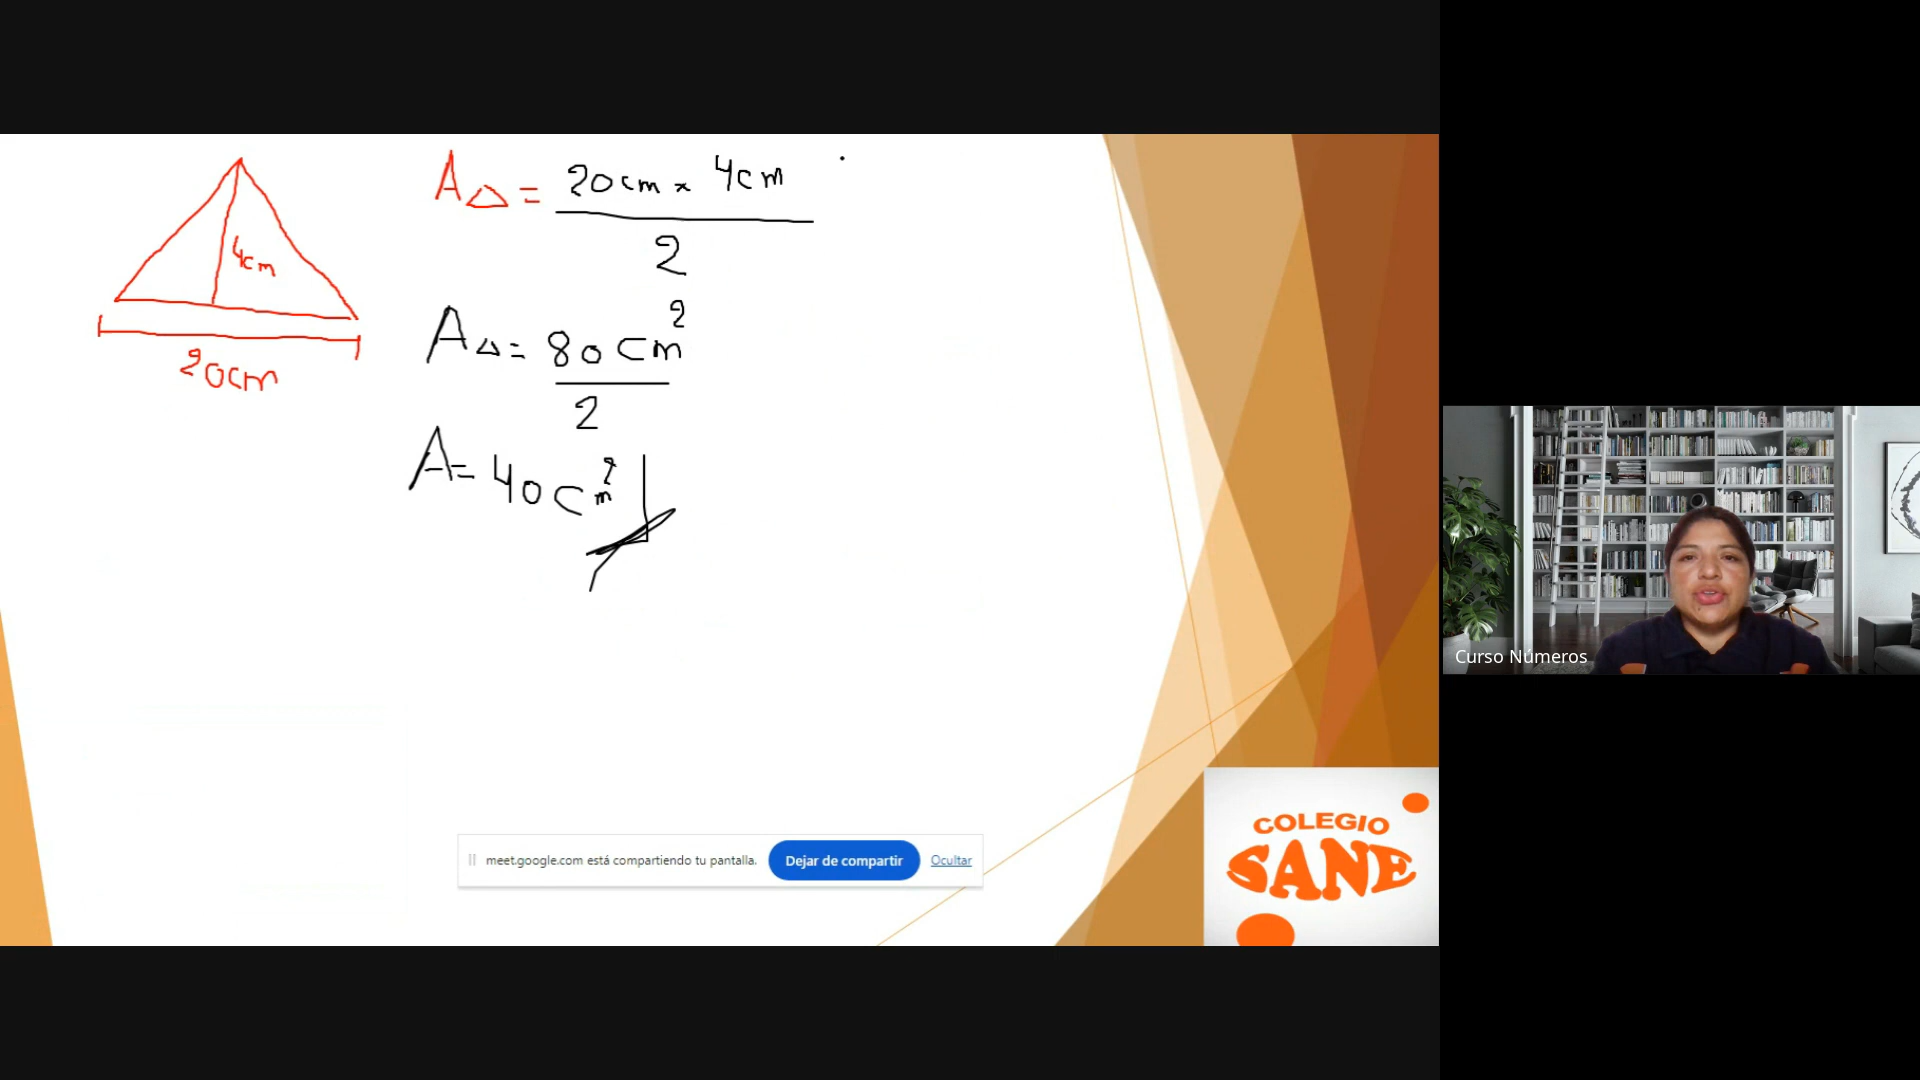 4cm
20cm
A△ = 20cm × 4cm
2
A△ = 80cm²
2
A = 40cm²
meet.google.com está compartiendo tu pantalla.
Dejar de compartir
Ocultar
COLEGIO
SANE
Curso Números